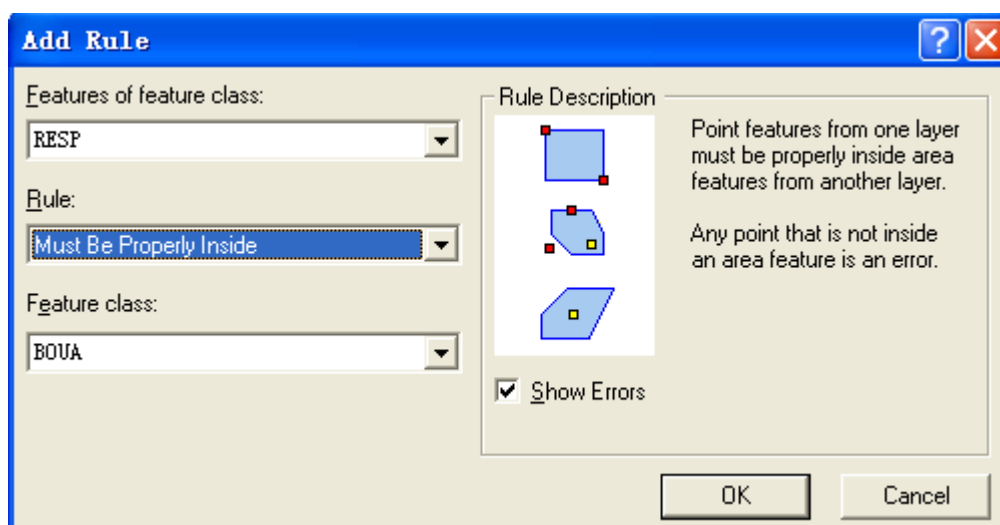 Add Rule
Features of feature class:
RESP
Rule:
Must Be Properly Inside
Feature class:
BOUA
Rule Description
Point features from one layer
must be properly inside area
features from another layer.
Any point that is not inside
an area feature is an error.
Show Errors
OK
Cancel